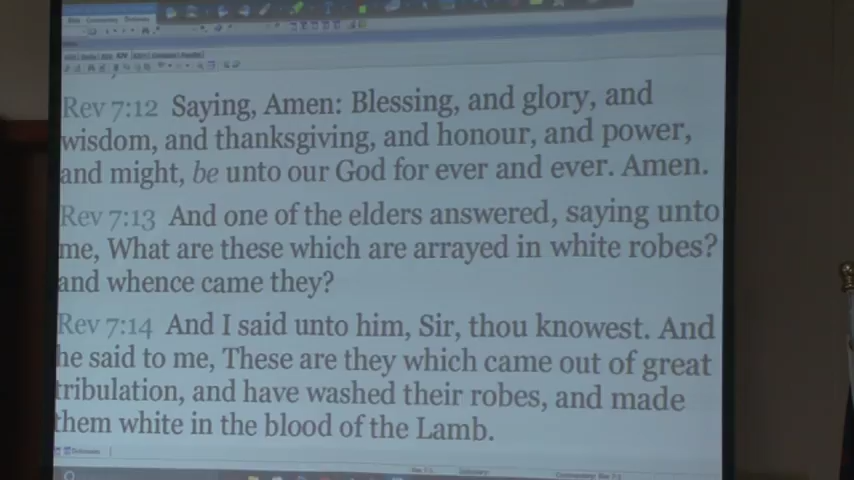 Rev 7:12 Saying, Amen: Blessing, and glory, and
wisdom, and thanksgiving, and honour, and power,
and might, be unto our God for ever and ever. Amen.
Rev 7:13 And one of the elders answered, saying unto
me, What are these which are arrayed in white robes?
and whence came they?
Rev 7:14 And I said unto him, Sir, thou knowest. And
he said to me, These are they which came out of great
tribulation, and have washed their robes, and made
them white in the blood of the Lamb.